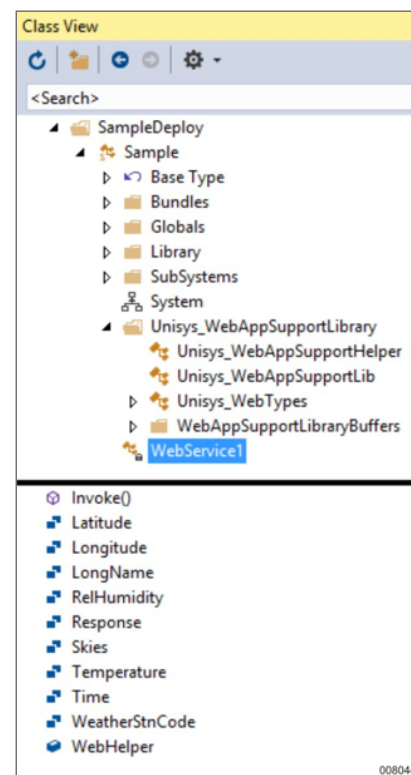 Class View
<Search>
SampleDeploy
Sample
Base Type
Bundles
Globals
Library
SubSystems
System
Unisys_WebAppSupportLibrary
Unisys_WebAppSupportHelper
Unisys_WebAppSupportLib
Unisys_WebTypes
WebAppSupportLibraryBuffers
WebService1
Invoke()
Latitude
Longitude
LongName
RelHumidity
Response
Skies
Temperature
Time
WeatherStnCode
WebHelper
00804